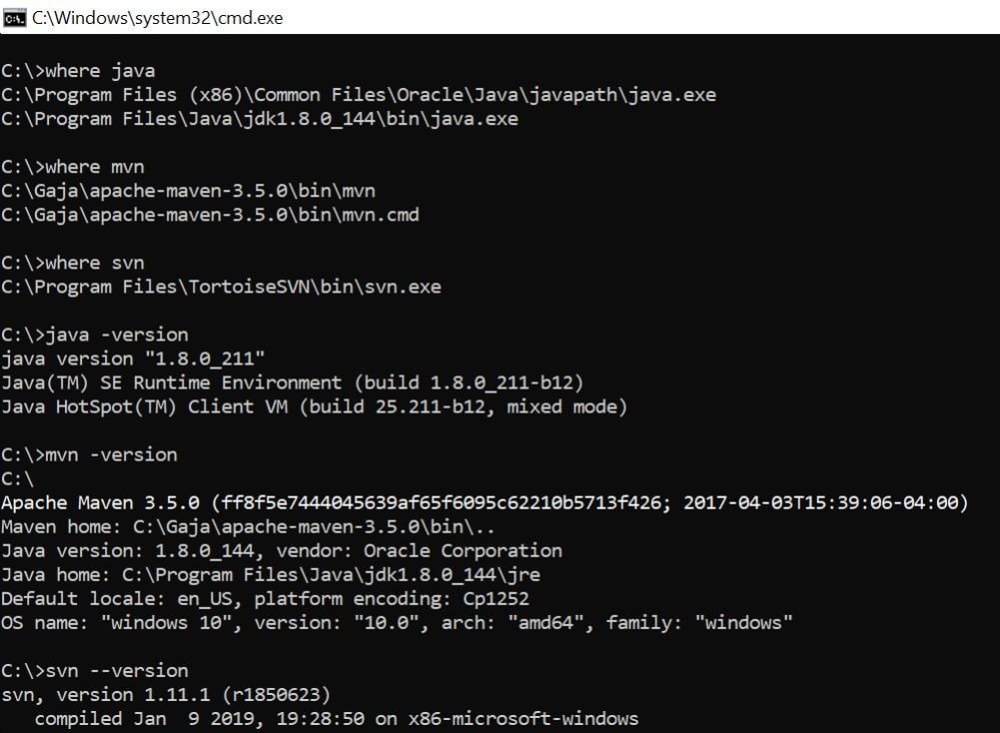 C:\Windows\system32\cmd.exe
C:\>where java
C:\Program Files (x86)\Common Files\Oracle\Java\javapath\java.exe
C:\Program Files\Java\jdk1.8.0_144\bin\java.exe
C:\>where mvn
C:\Gaja\apache-maven-3.5.0\bin\mvn
C:\Gaja\apache-maven-3.5.0\bin\mvn.cmd
C:\>where svn
C:\Program Files\TortoiseSVN\bin\svn.exe
C:\>java -version
java version "1.8.0_211"
Java(TM) SE Runtime Environment (build 1.8.0_211-b12)
Java HotSpot(TM) Client VM (build 25.211-b12, mixed mode)
C:\>mvn -version
C:\
Apache Maven 3.5.0 (ff8f5e7444045639af65f6095c62210b5713f426; 2017-04-03T15:39:06-04:00)
Maven home: C:\Gaja\apache-maven-3.5.0\bin\..
Java version: 1.8.0_144, vendor: Oracle Corporation
Java home: C:\Program Files\Java\jdk1.8.0_144\jre
Default locale: en_US, platform encoding: Cp1252
OS name: "windows 10", version: "10.0", arch: "amd64", family: "windows"
C:\>svn --version
svn, version 1.11.1 (r1850623)
compiled Jan  9 2019, 19:28:50 on x86-microsoft-windows